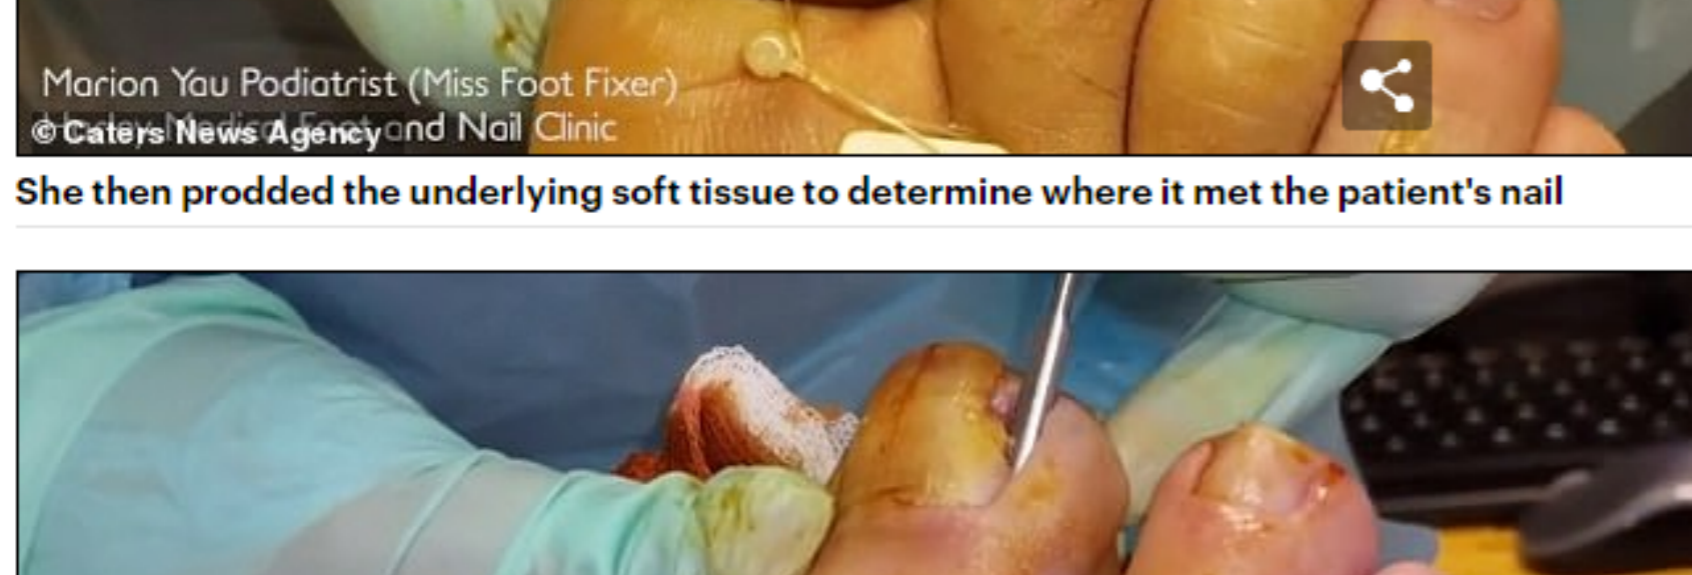 Marion Yau Podiatrist (Miss Foot Fixer)
© Caters News Agency and Nail Clinic
She then prodded the underlying soft tissue to determine where it met the patient's nail